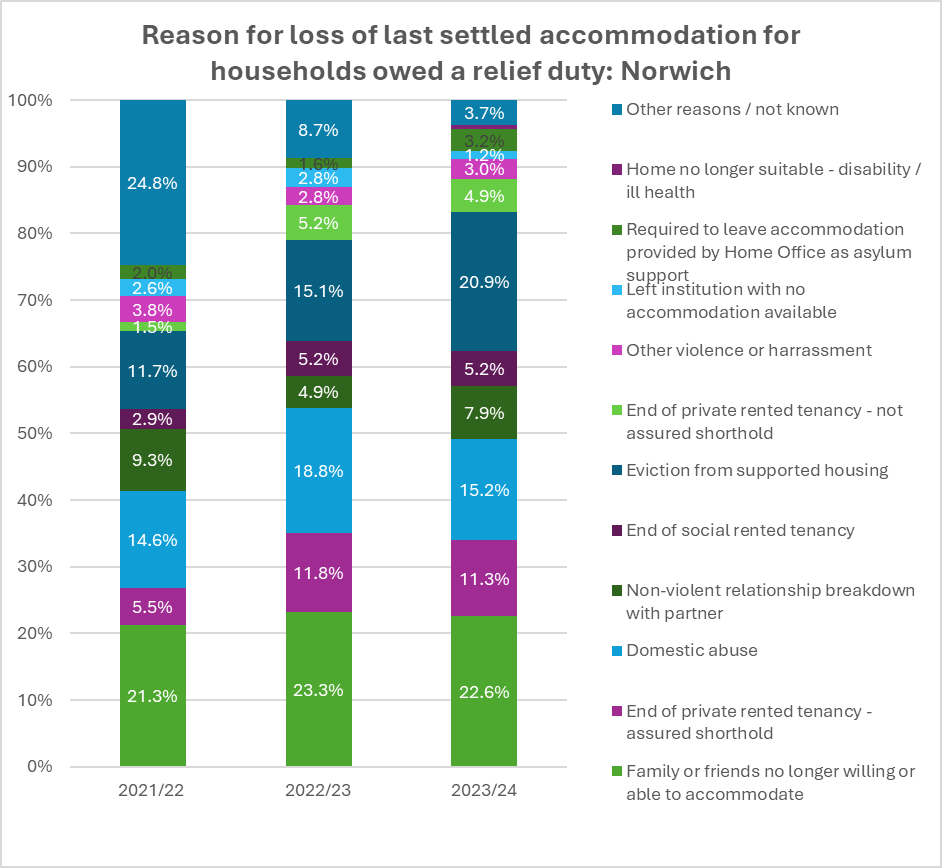 Reason for loss of last settled accommodation for
households owed a relief duty: Norwich
100%
90%
80%
70%
60%
50%
40%
30%
20%
10%
0%
24.8%
2.0%
2.6%
3.8%
1.5%
11.7%
2.9%
9.3%
14.6%
5.5%
21.3%
8.7%
1.6%
2.8%
2.8%
5.2%
15.1%
5.2%
4.9%
18.8%
11.8%
23.3%
3.7%
3.2%
1.2%
3.0%
4.9%
20.9%
5.2%
7.9%
15.2%
11.3%
22.6%
2021/22
2022/23
2023/24
Other reasons / not known
Home no longer suitable - disability /
ill health
Required to leave accommodation
provided by Home Office as asylum
support
Left institution with no
accommodation available
Other violence or harrassment
End of private rented tenancy - not
assured shorthold
Eviction from supported housing
End of social rented tenancy
Non-violent relationship breakdown
with partner
Domestic abuse
End of private rented tenancy -
assured shorthold
Family or friends no longer willing or
able to accommodate